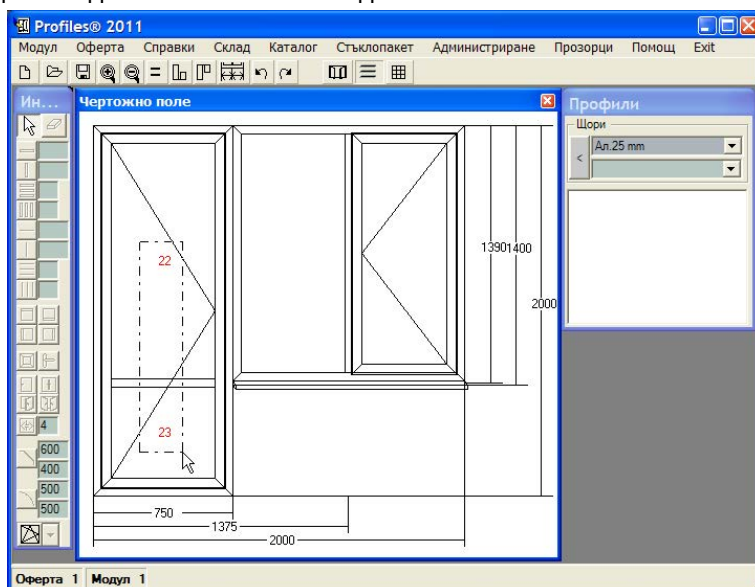 Profiles® 2011
Модул Оферта Справки Склад Каталог Стъклопакет Администриране Прозорци Помощ Exit
Ин...
Чертожно поле
Профили
Щори
<
Ал.25 mm
22
23
1390
1400
2000
750
1375
2000
4
600
400
500
500
Оферта 1 Модул 1